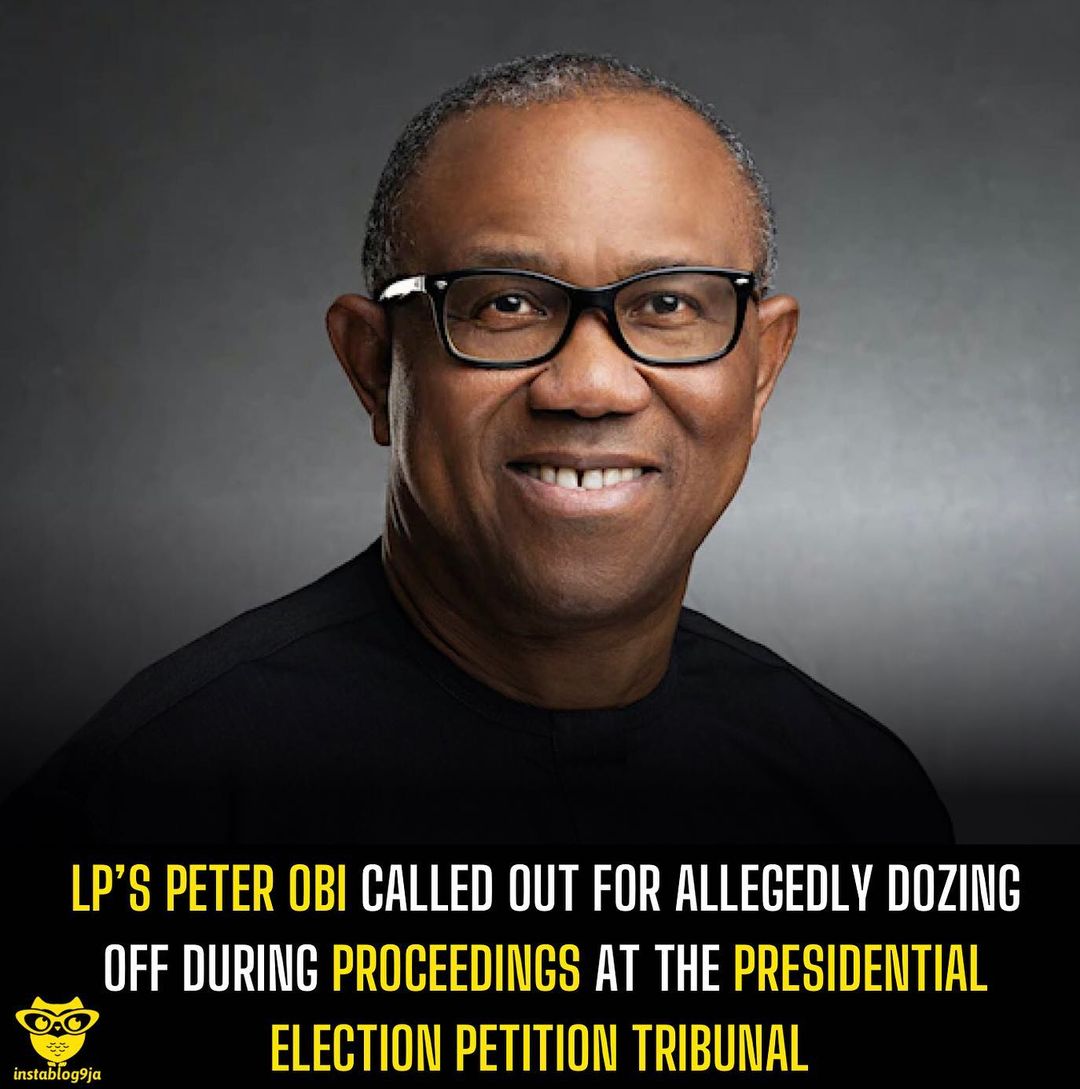 LP'S PETER OBI CALLED OUT FOR ALLEGEDLY DOZING
OFF DURING PROCEEDINGS AT THE PRESIDENTIAL
ELECTION PETITION TRIBUNAL
instablog9ja